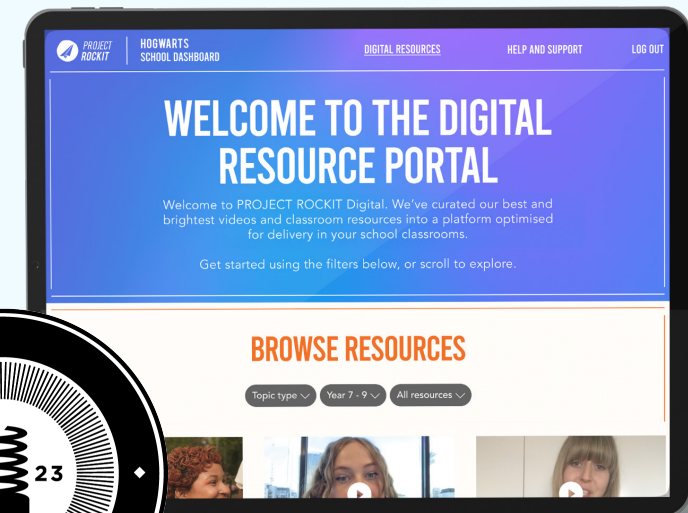 PROJECT
ROCKIT
HOGWARTS
SCHOOL DASHBOARD
DIGITAL RESOURCES
HELP AND SUPPORT
LOG OUT
WELCOME TO THE DIGITAL
RESOURCE PORTAL
Welcome to PROJECT ROCKIT Digital. We've curated our best and
brightest videos and classroom resources into a platform optimised
for delivery in your school classrooms.
Get started using the filters below, or scroll to explore.
BROWSE RESOURCES
Topic type
Year 7 - 9
All resources
23